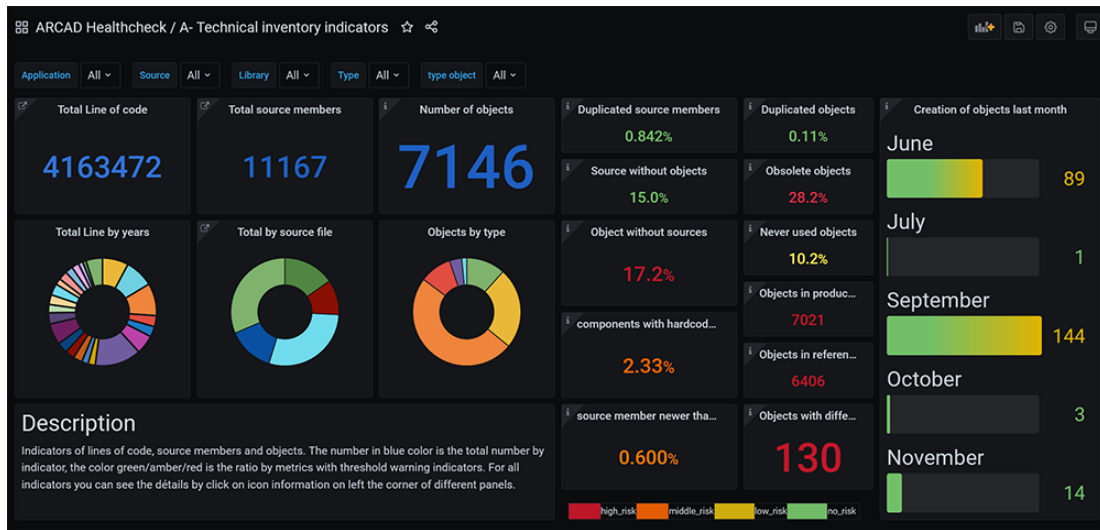 ARCAD Healthcheck / A- Technical inventory indicators
Application All Source All Library All Type All type object All
Total Line of code
4163472
Total source members
11167
Number of objects
7146
Duplicated source members
0.842%
Duplicated objects
0.11%
Source without objects
15.0%
Obsolete objects
28.2%
Total Line by years
Total by source file
Objects by type
Object without sources
17.2%
Never used objects
10.2%
Objects in produc...
7021
components with hardcod...
2.33%
Objects in referen...
6406
source member newer tha...
0.600%
Objects with diffe...
130
high_risk middle_risk low_risk no_risk
Creation of objects last month
June
89
July
1
September
144
October
3
November
14
Description
Indicators of lines of code, source members and objects. The number in blue color is the total number by
indicator, the color green/amber/red is the ratio by metrics with threshold warning indicators. For all
indicators you can see the détails by click on icon information on left the corner of different panels.